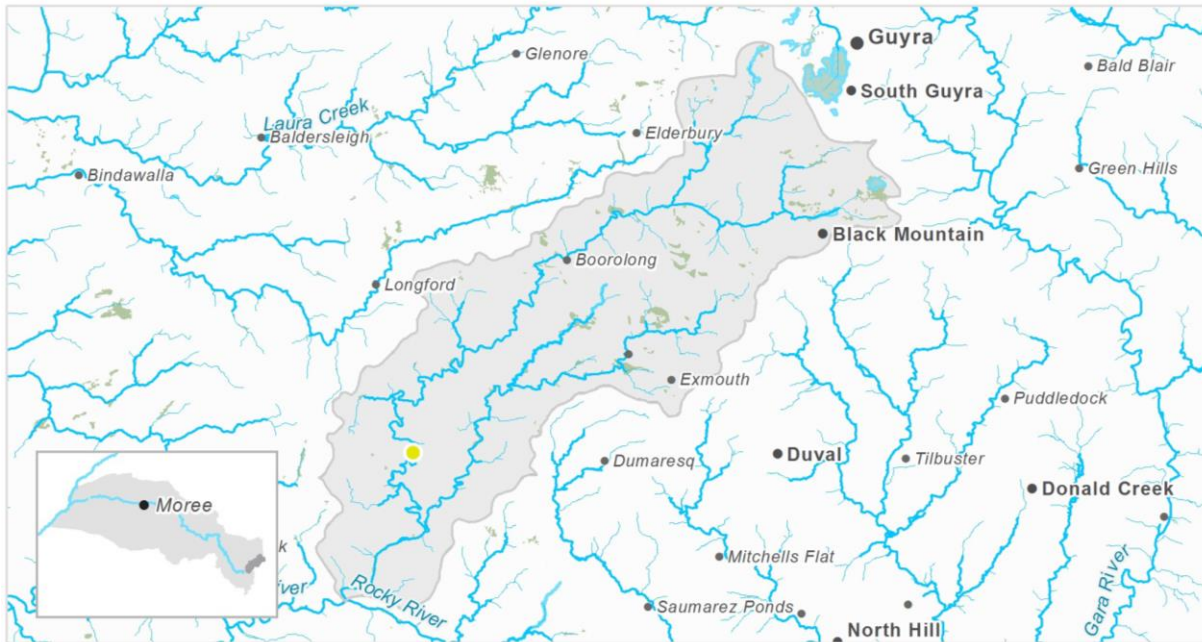 Guyra
Glenore
Bald Blair
South Guyra
Laura Creek
Elderbury
Baldersleigh
Bindawalla
Green Hills
Black Mountain
Boorolong
Longford
Exmouth
Puddledock
Dumaresq
Duval
Tilbuster
Donald Creek
Moree
k
Mitchells Flat
River
Rocky River
Gara River
Saumarez Ponds
North Hill